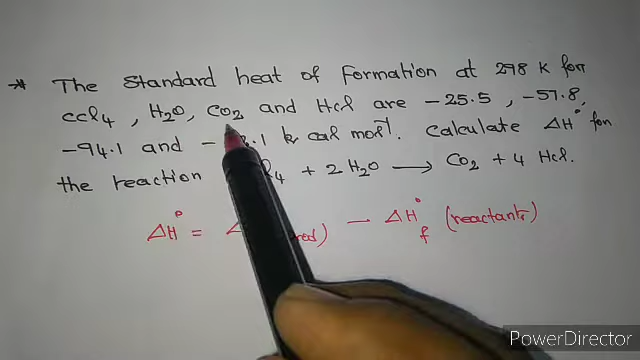 * The Standard heat of formation at 298 K for
CCl4, H2O, CO2 and HCl are -25.5, -57.8,
-94.1 and - .1 k cal mol⁻¹. Calculate ΔH° for
the reaction l4 + 2 H2O → CO2 + 4 HCl.
ΔH° = - ΔH°f (reactants)
PowerDirector